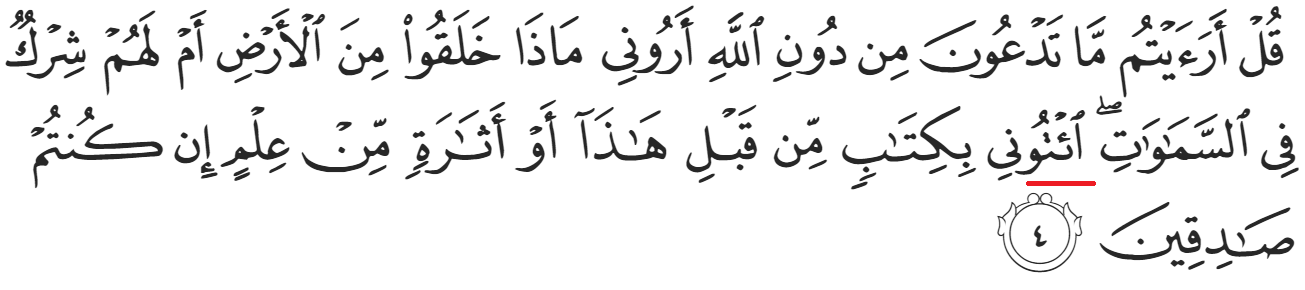 قُلۡ أَرَءَيۡتُم مَّا تَدۡعُونَ مِن دُونِ ٱللَّهِ أَرُونِي مَاذَا خَلَقُواْ مِنَ ٱلۡأَرۡضِ أَمۡ لَهُمۡ شِرۡكٞ
فِي ٱلسَّمَٰوَٰتِۖ ٱئۡتُونِي بِكِتَٰبٖ مِّن قَبۡلِ هَٰذَآ أَوۡ أَثَٰرَةٖ مِّنۡ عِلۡمٍ إِن كُنتُمۡ
صَٰدِقِينَ ٤